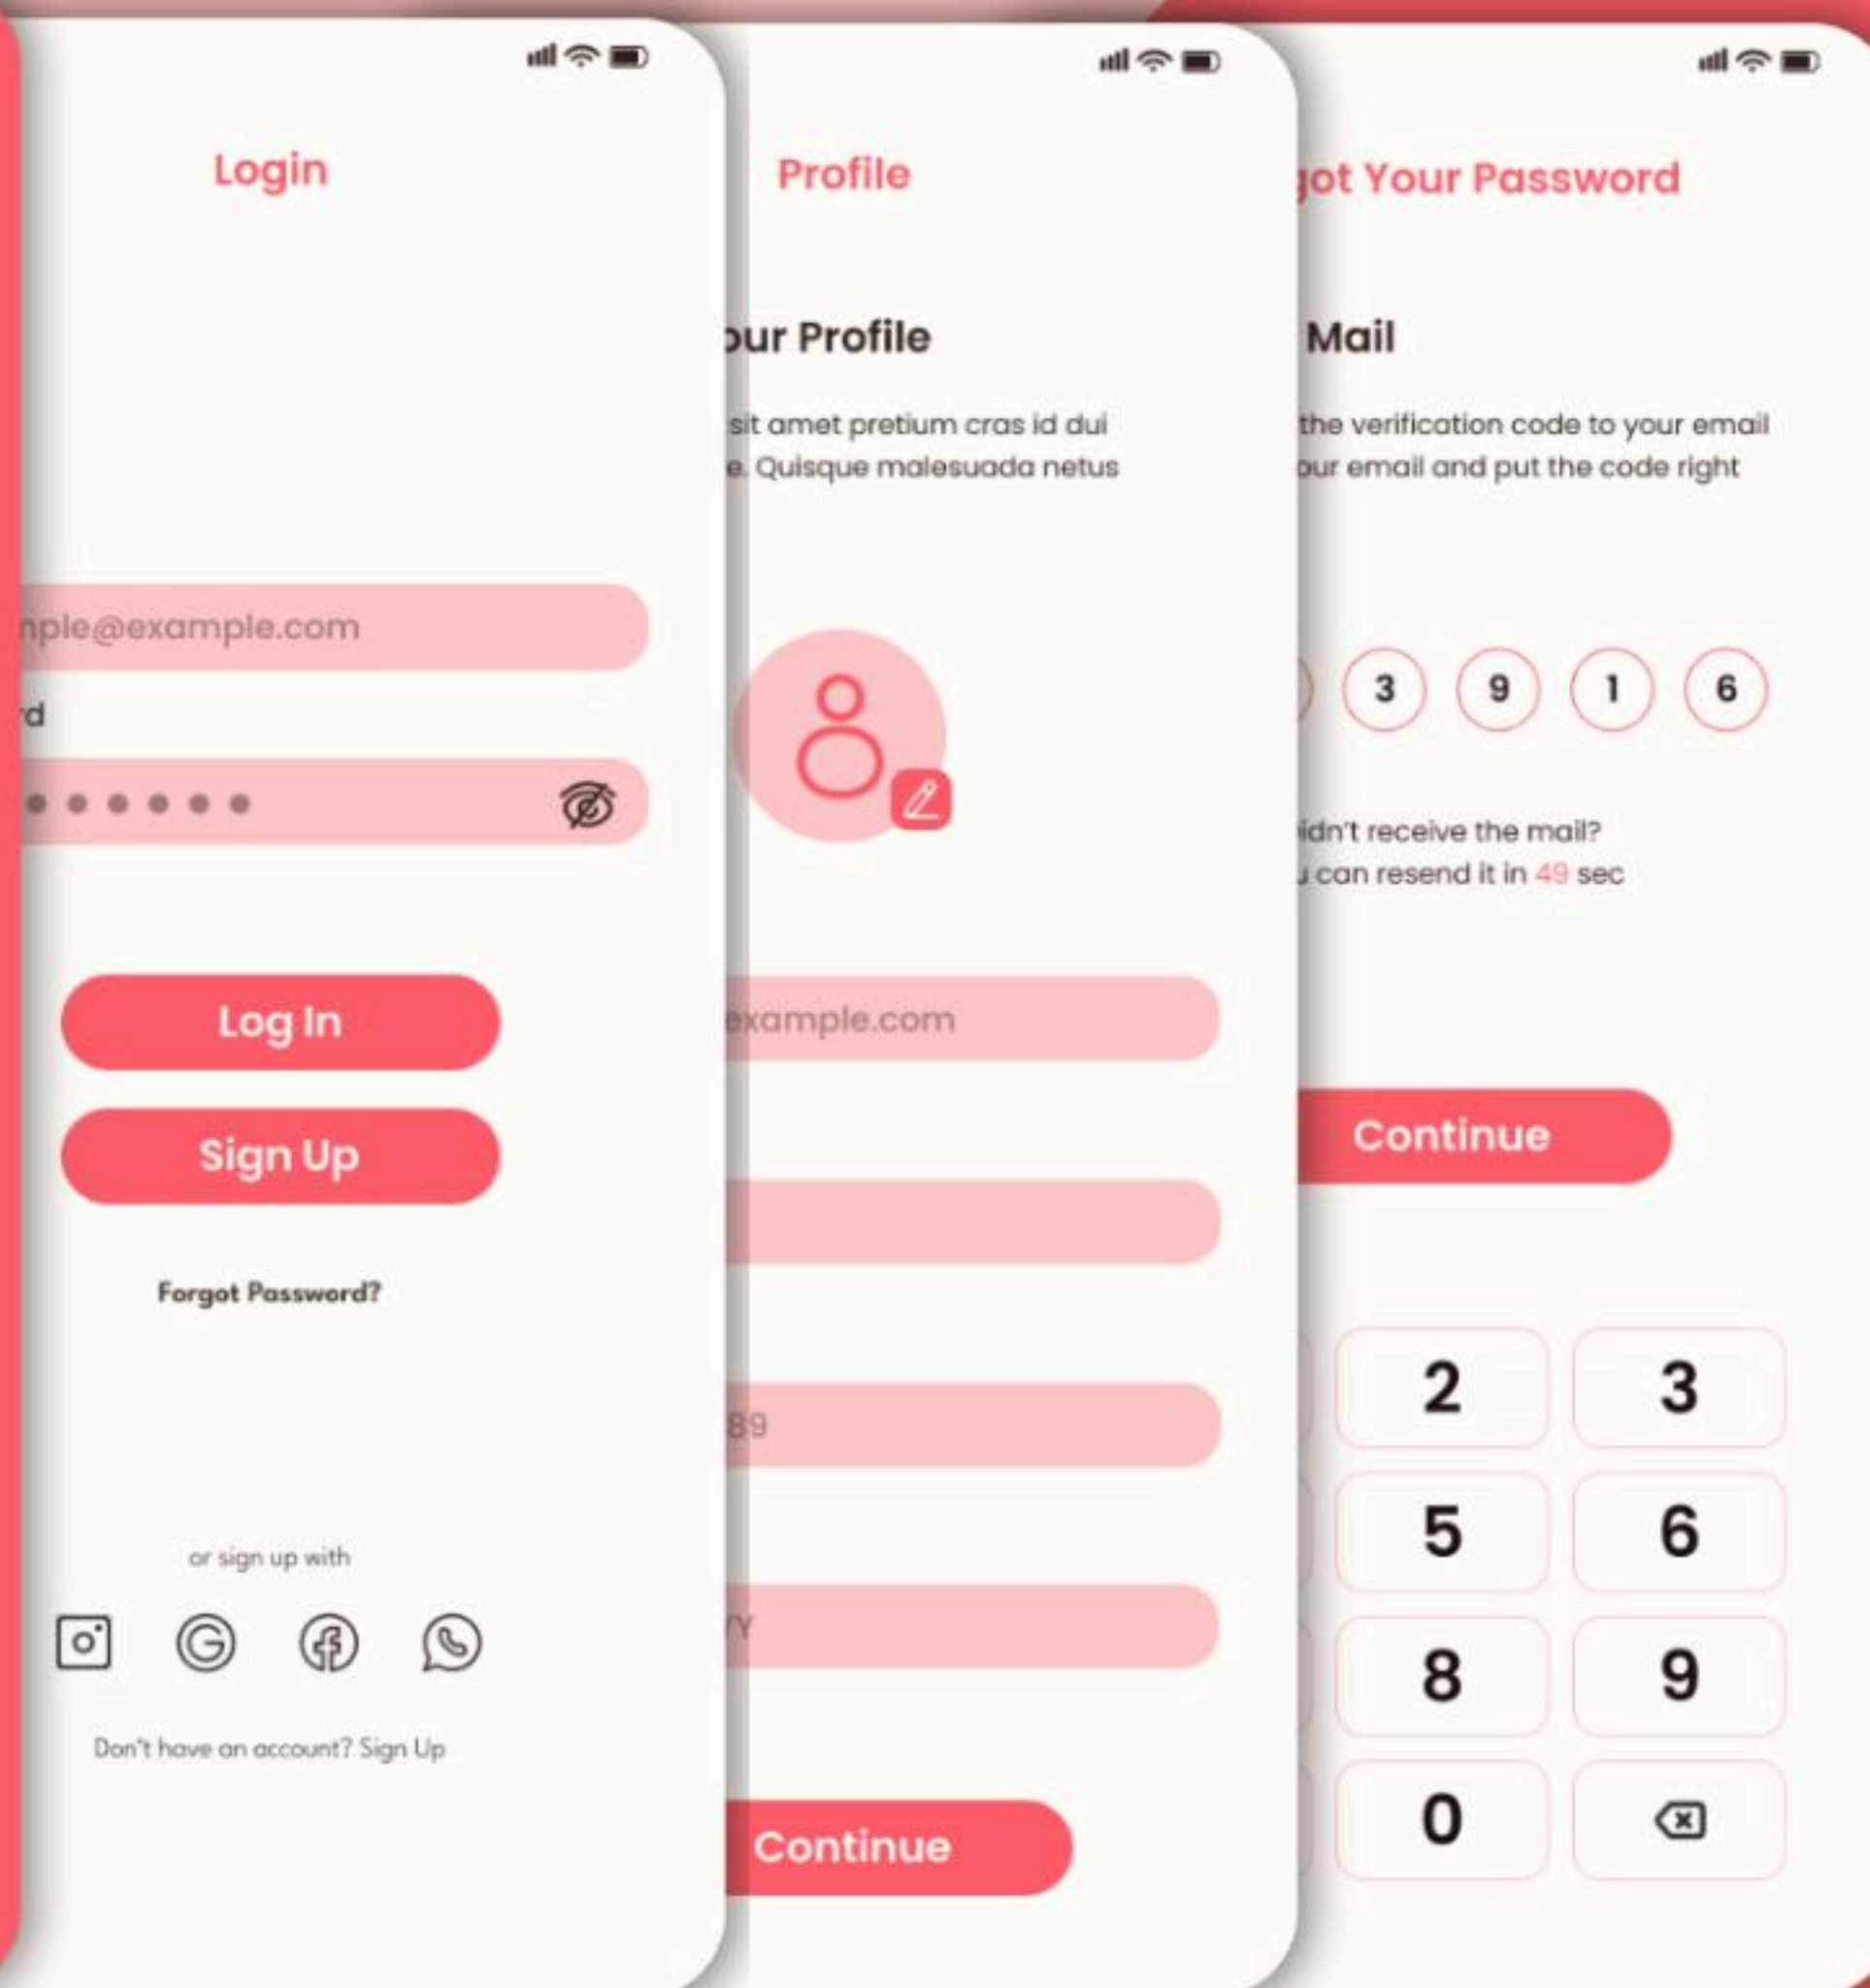 Login
mple@example.com
rd
Log In
Sign Up
Forgot Password?
or sign up with
Don't have an account? Sign Up
Profile
our Profile
sit amet pretium cras id dui
e. Quisque malesuada netus
example.com
89
YY
Continue
got Your Password
Mail
the verification code to your email
our email and put the code right
3 9 1 6
idn't receive the mail?
u can resend it in 49 sec
Continue
2 3
5 6
8 9
0